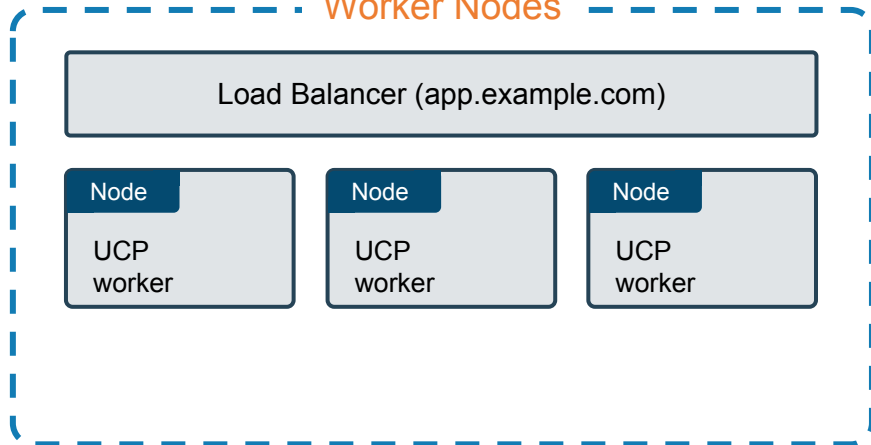 Worker Nodes
Load Balancer (app.example.com)
Node
UCP
worker
Node
UCP
worker
Node
UCP
worker